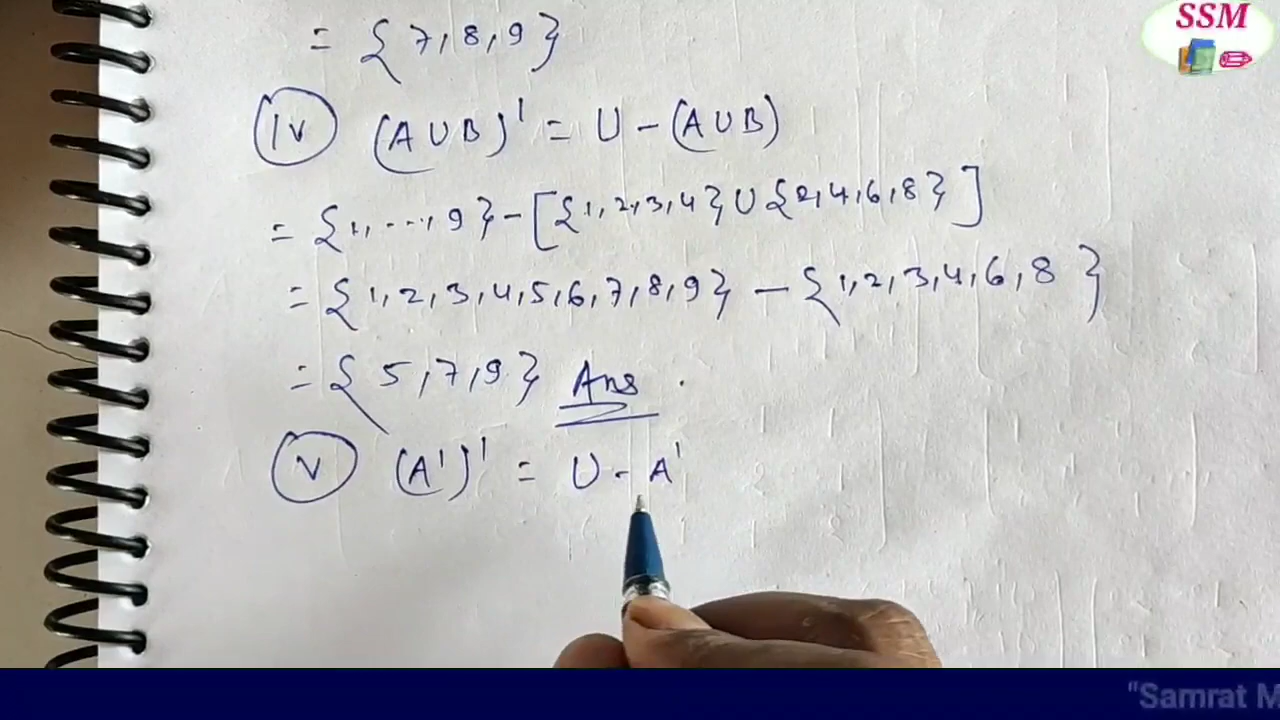 SSM
= {7, 8, 9}
(iv) (A ∪ B)' = U - (A ∪ B)
= {1, ..., 9} - [{1, 2, 3, 4} ∪ {2, 4, 6, 8}]
= {1, 2, 3, 4, 5, 6, 7, 8, 9} - {1, 2, 3, 4, 6, 8}
= {5, 7, 9} Ans.
(v) (A')' = U - A'
"Samrat M